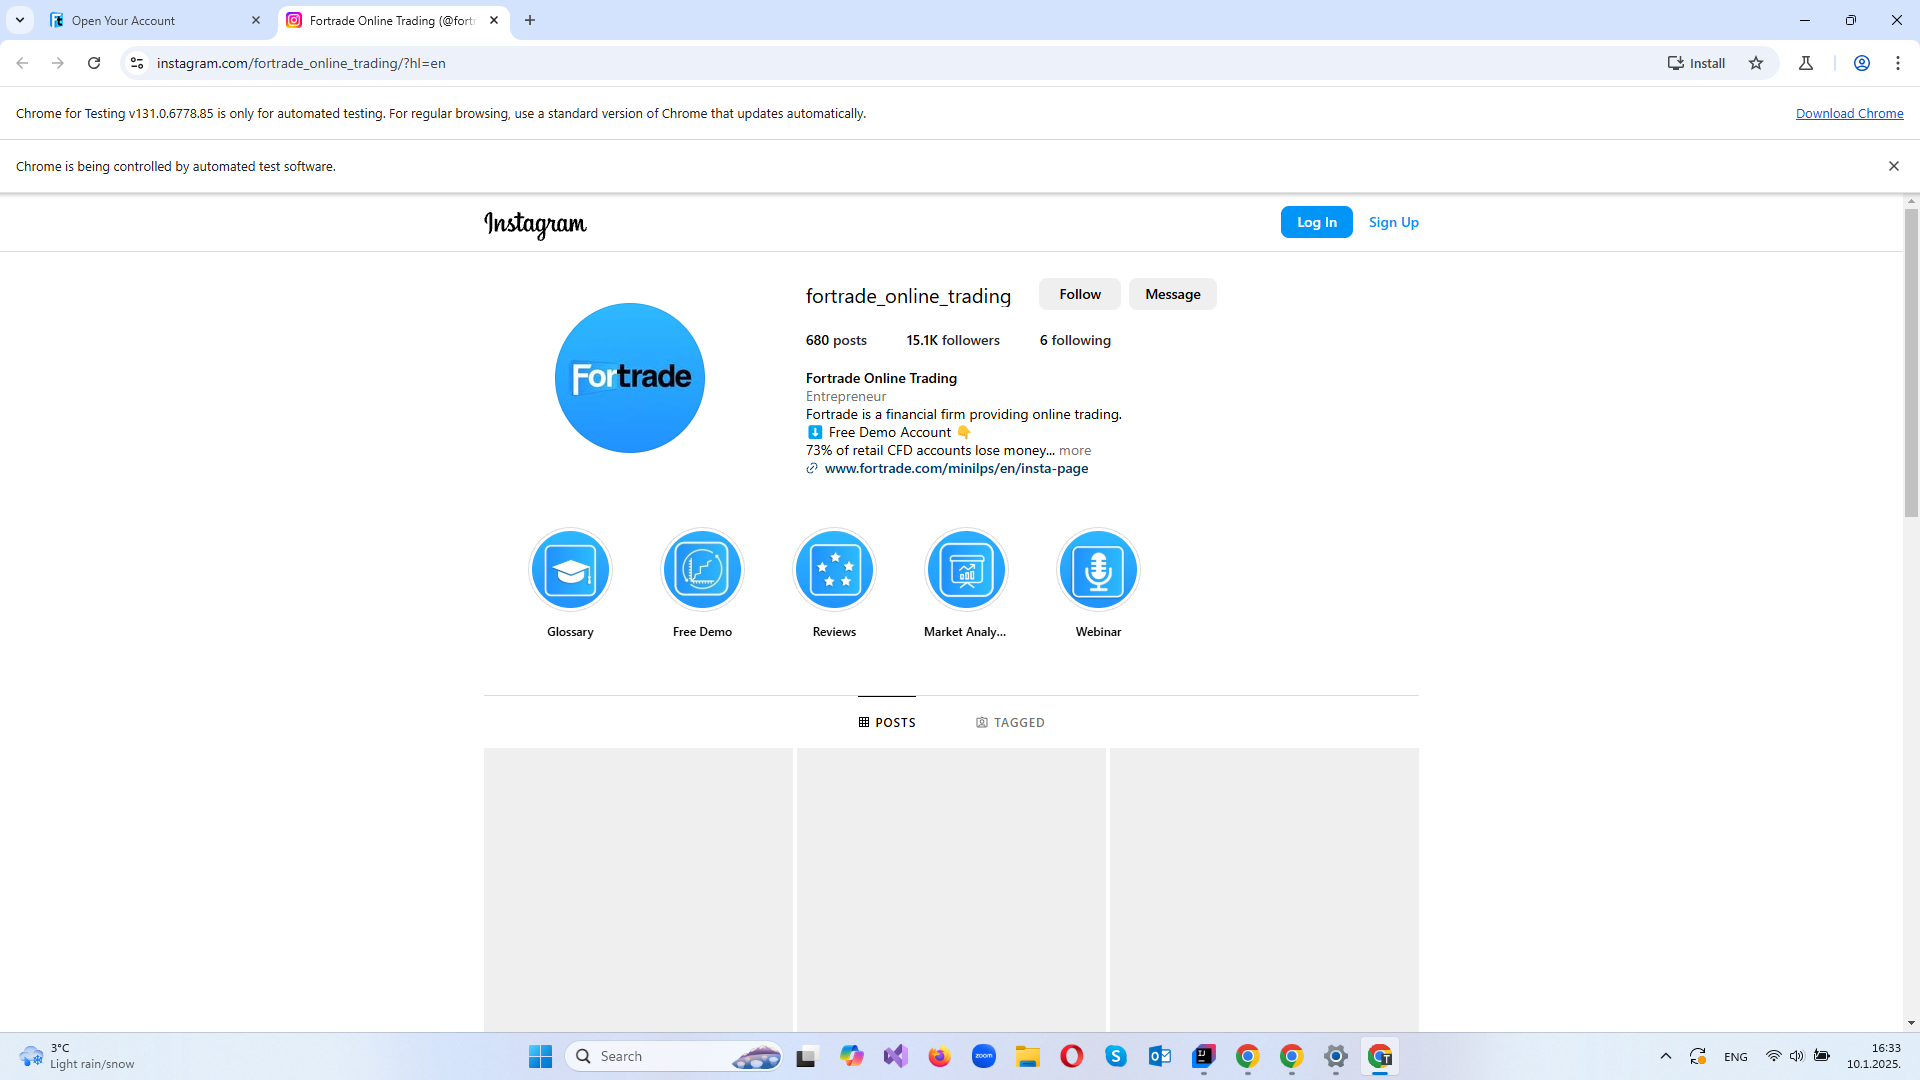 Open Your Account
Fortrade Online Trading (@fort
instagram.com/fortrade_online_trading/?hl=en
Install
Chrome for Testing v131.0.6778.85 is only for automated testing. For regular browsing, use a standard version of Chrome that updates automatically.
Download Chrome
Chrome is being controlled by automated test software.
Instagram
Log In
Sign Up
fortrade_online_trading
Follow
Message
680 posts
15.1K followers
6 following
Fortrade
Fortrade Online Trading
Entrepreneur
Fortrade is a financial firm providing online trading.
⬇️ Free Demo Account 👇
73% of retail CFD accounts lose money... more
www.fortrade.com/minilps/en/insta-page
Glossary
Free Demo
Reviews
Market Analy...
Webinar
POSTS
TAGGED
3°C
Light rain/snow
Search
zoom
ENG
16:33
10.1.2025.